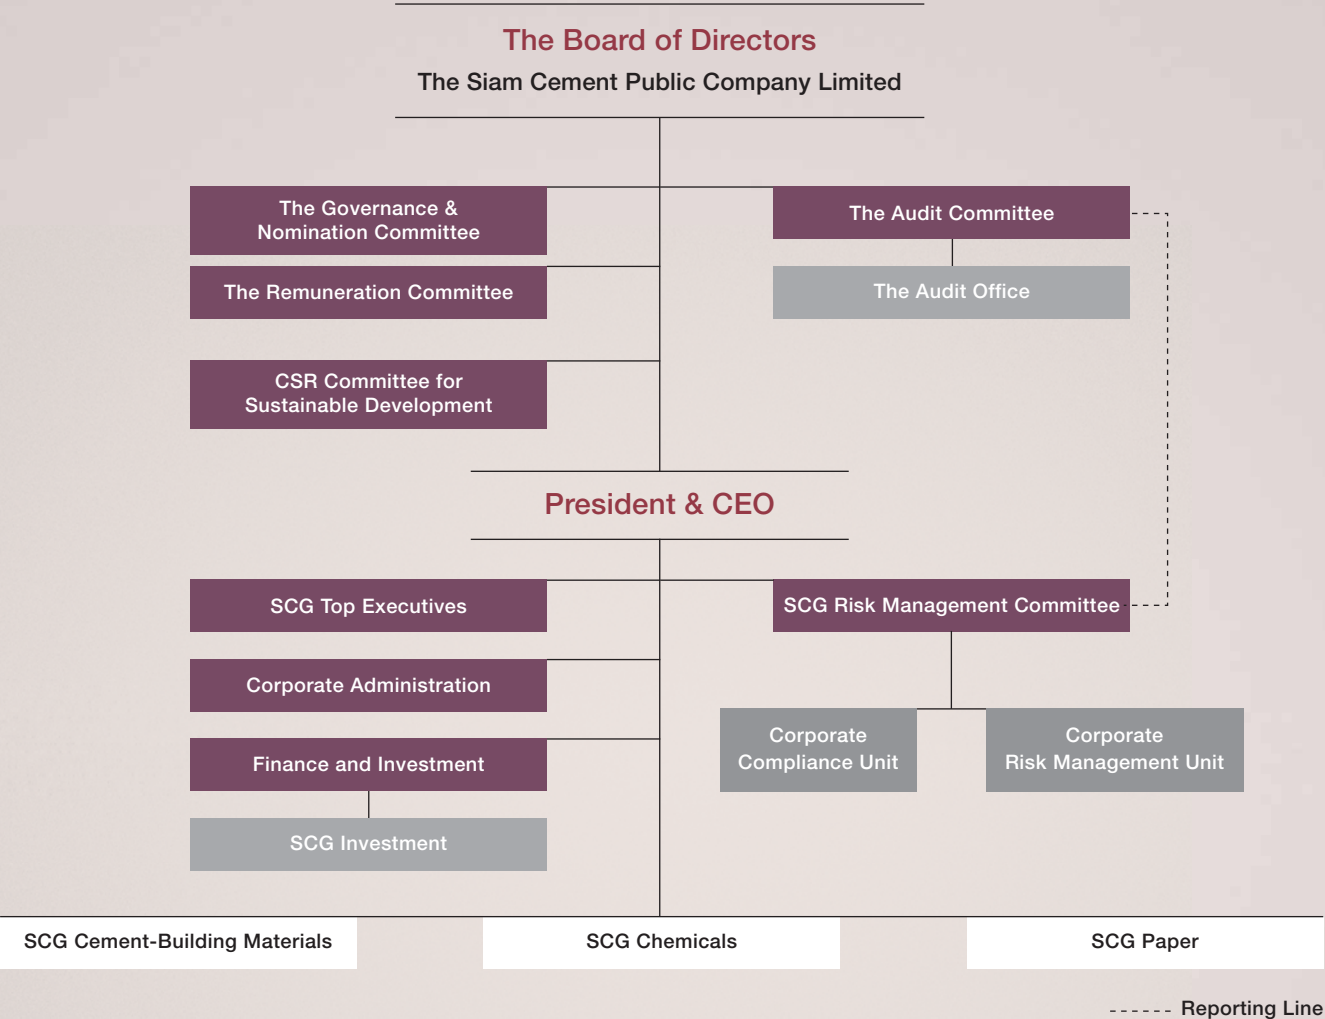 The Board of Directors
The Siam Cement Public Company Limited
The Governance &
Nomination Committee
The Audit Committee
The Remuneration Committee
The Audit Office
CSR Committee for
Sustainable Development
President & CEO
SCG Top Executives
SCG Risk Management Committee
Corporate Administration
Finance and Investment
Corporate
Compliance Unit
Corporate
Risk Management Unit
SCG Investment
SCG Cement-Building Materials
SCG Chemicals
SCG Paper
Reporting Line